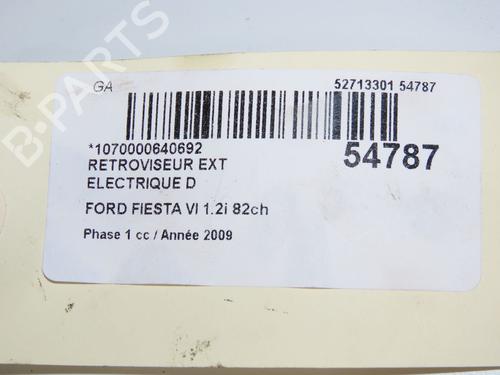 GA
52713301 54787
*1070000640692
54787
RETROVISEUR EXT
ELECTRIQUE D
FORD FIESTA VI 1.2i 82ch
Phase 1 cc / Année 2009
B-PARTS